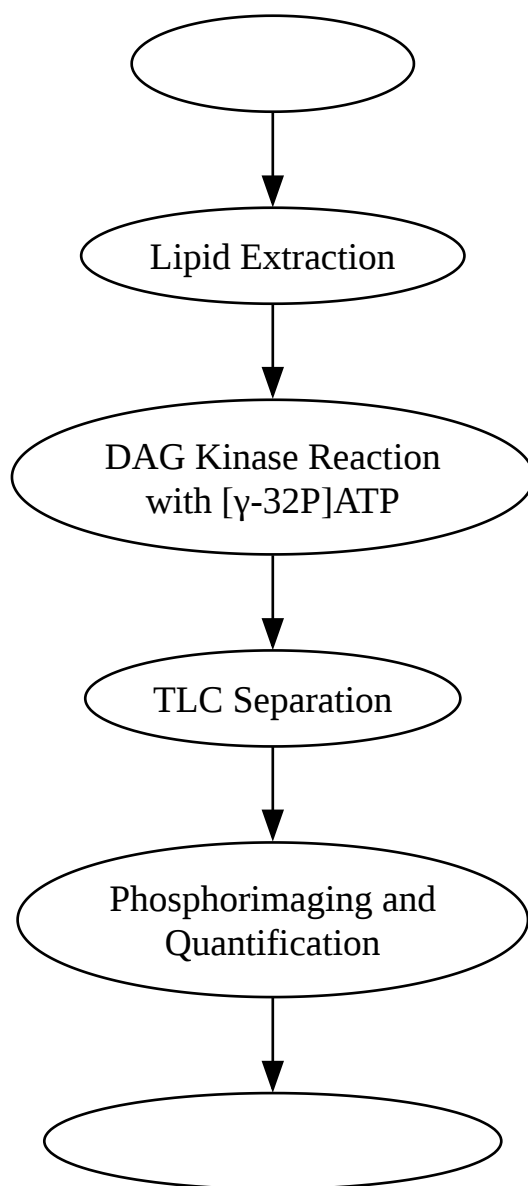 Lipid Extraction
DAG Kinase Reaction
with [γ-32P]ATP
TLC Separation
Phosphorimaging and
Quantification